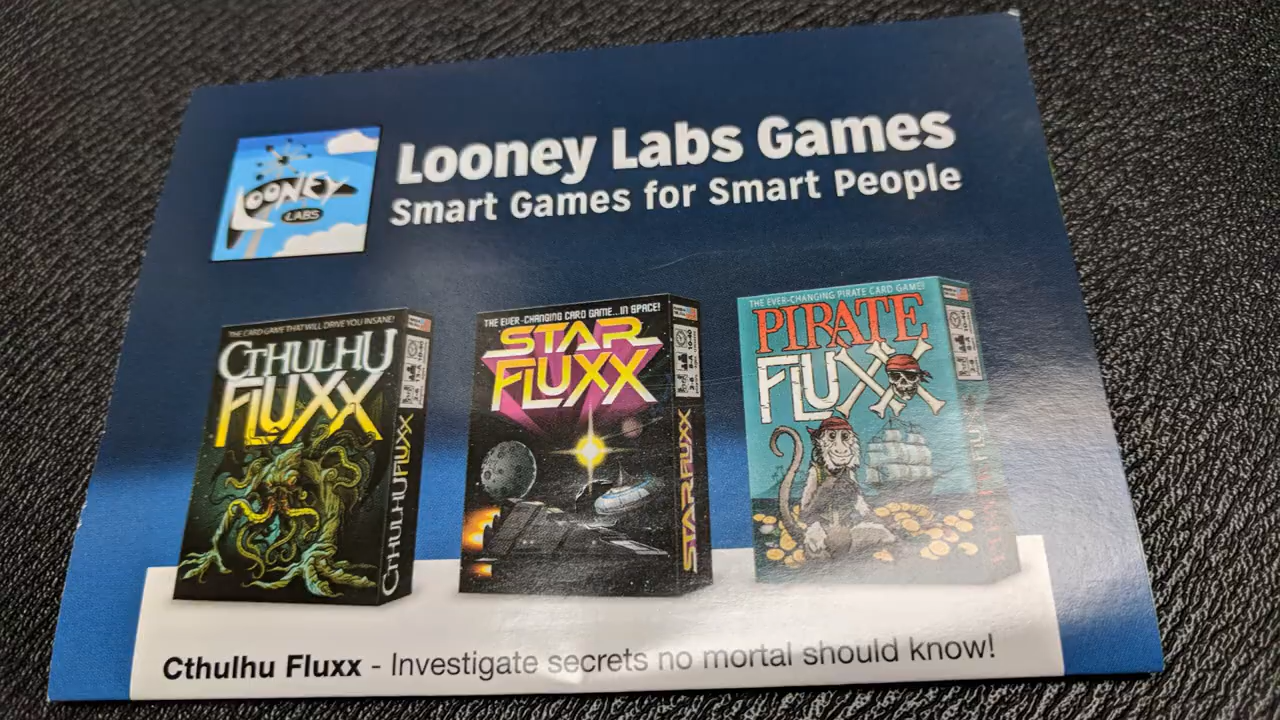 LOONEY
LABS
Looney Labs Games
Smart Games for Smart People
THE CARD GAME THAT WILL DRIVE YOU INSANE!
CTHULHU
FLUXX
CTHULHU FLUXX
THE EVER-CHANGING CARD GAME...IN SPACE!
STAR
FLUXX
STAR FLUXX
THE EVER-CHANGING PIRATE CARD GAME!
PIRATE
FLUXX
Cthulhu Fluxx - Investigate secrets no mortal should know!